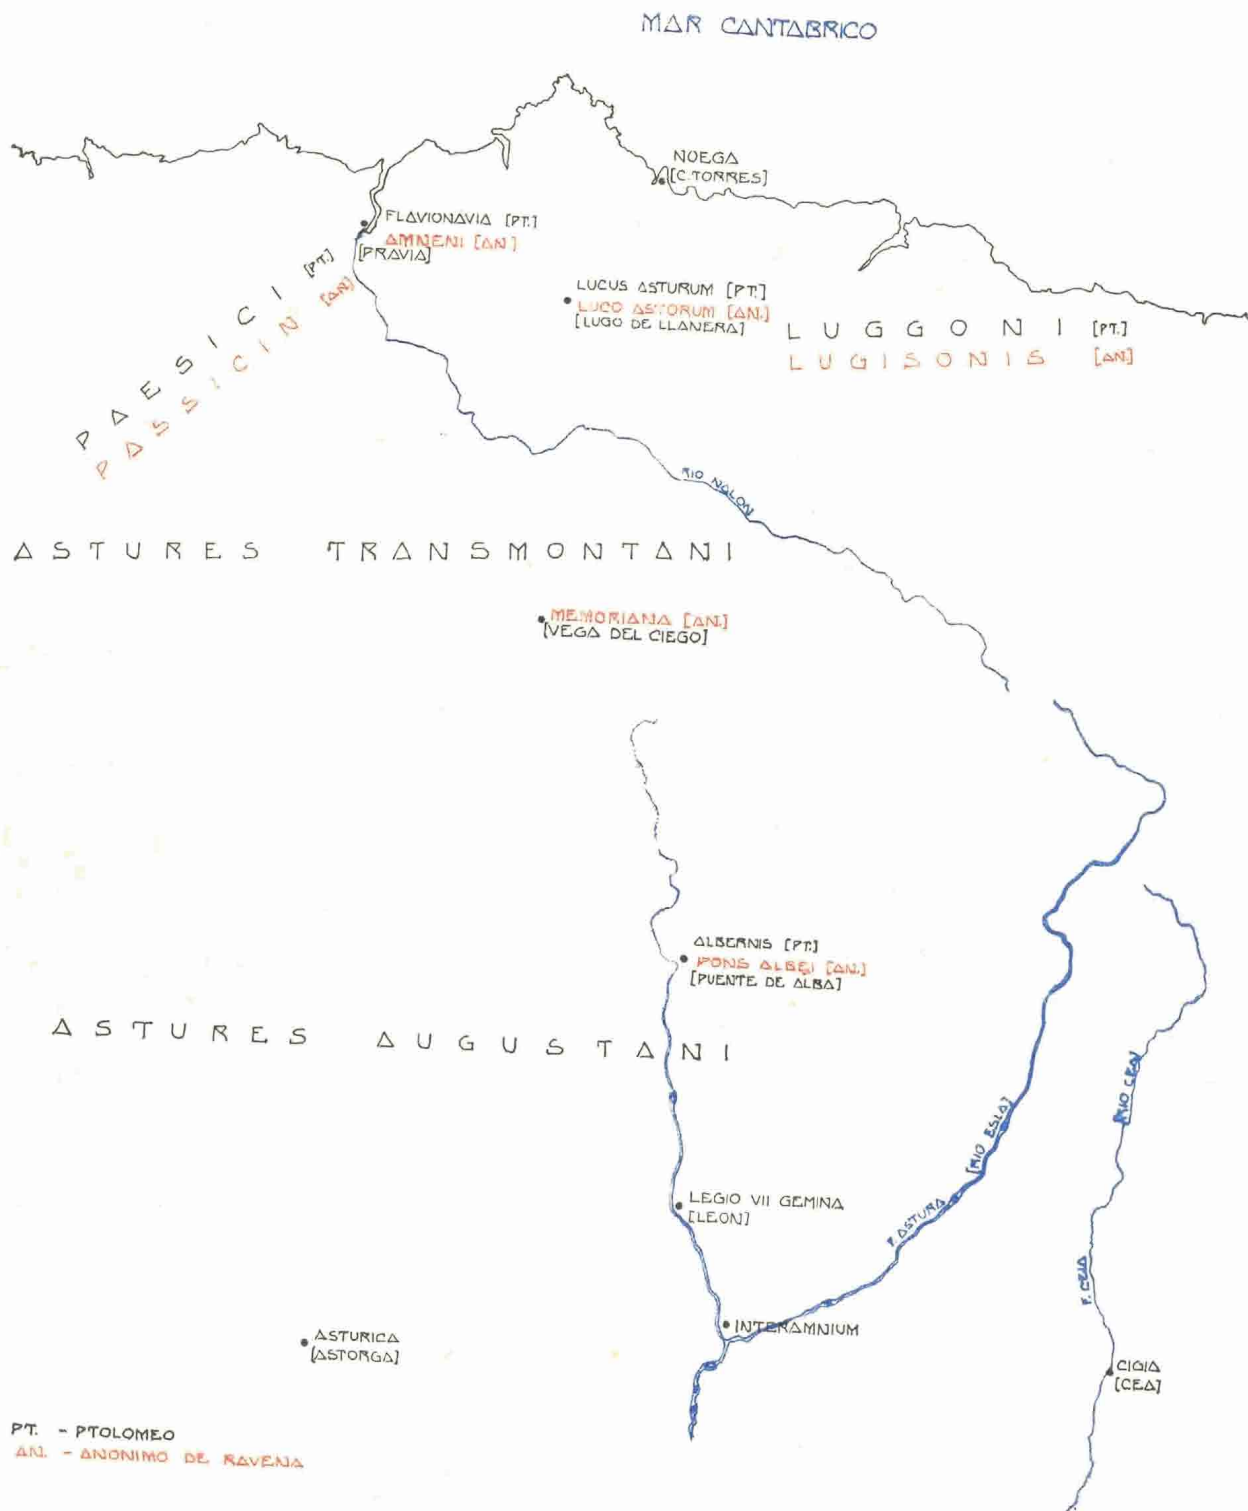 MAR CANTABRICO
NOEGA
[C.TORRES]
FLAVIONAVIA [PT.]
AMNENI [AN]
[PRAVIA]
PAESICI [PT.]
PASSICIN [AN]
LUCUS ASTURUM [PT.]
LUCO ASTORUM [AN.]
[LUGO DE LLANERA]
LUGGONI [PT.]
LUGISONIS [AN.]
RIO NALON
ASTURES TRANSMONTANI
MEMORIANA [AN.]
[VEGA DEL CIEGO]
ALBERNIS [PT.]
PONS ALBEI [AN.]
[PUENTE DE ALBA]
ASTURES AUGUSTANI
[RIO ESLA]
F. ASTURA
RIO CEA
F. CEIA
LEGIO VII GEMINA
[LEON]
INTERAMNIUM
ASTURICA
[ASTORGA]
CIGIA
[CEA]
PT. - PTOLOMEO
AN. - ANONIMO DE RAVENA